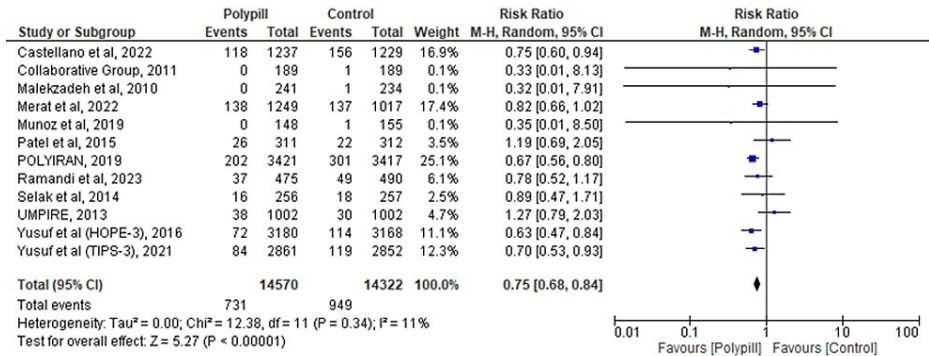 Polypill Control Risk Ratio Risk Ratio
Study or Subgroup Events Total Events Total Weight M-H, Random, 95% CI M-H, Random, 95% CI
Castellano et al, 2022 118 1237 156 1229 16.9% 0.75 [0.60, 0.94]
Collaborative Group, 2011 0 189 1 189 0.1% 0.33 [0.01, 8.13]
Malekzadeh et al, 2010 0 241 1 234 0.1% 0.32 [0.01, 7.91]
Merat et al, 2022 138 1249 137 1017 17.4% 0.82 [0.66, 1.02]
Munoz et al, 2019 0 148 1 155 0.1% 0.35 [0.01, 8.50]
Patel et al, 2015 26 311 22 312 3.5% 1.19 [0.69, 2.05]
POLYIRAN, 2019 202 3421 301 3417 25.1% 0.67 [0.56, 0.80]
Ramandi et al, 2023 37 475 49 490 6.1% 0.78 [0.52, 1.17]
Selak et al, 2014 16 256 18 257 2.5% 0.89 [0.47, 1.71]
UMPIRE, 2013 38 1002 30 1002 4.7% 1.27 [0.79, 2.03]
Yusuf et al (HOPE-3), 2016 72 3180 114 3168 11.1% 0.63 [0.47, 0.84]
Yusuf et al (TIPS-3), 2021 84 2861 119 2852 12.3% 0.70 [0.53, 0.93]
Total (95% CI) 14570 14322 100.0% 0.75 [0.68, 0.84]
Total events 731 949
Heterogeneity: Tau² = 0.00; Chi² = 12.38, df = 11 (P = 0.34); I² = 11%
Test for overall effect: Z = 5.27 (P < 0.00001)
0.01 0.1 1 10 100
Favours [Polypill] Favours [Control]